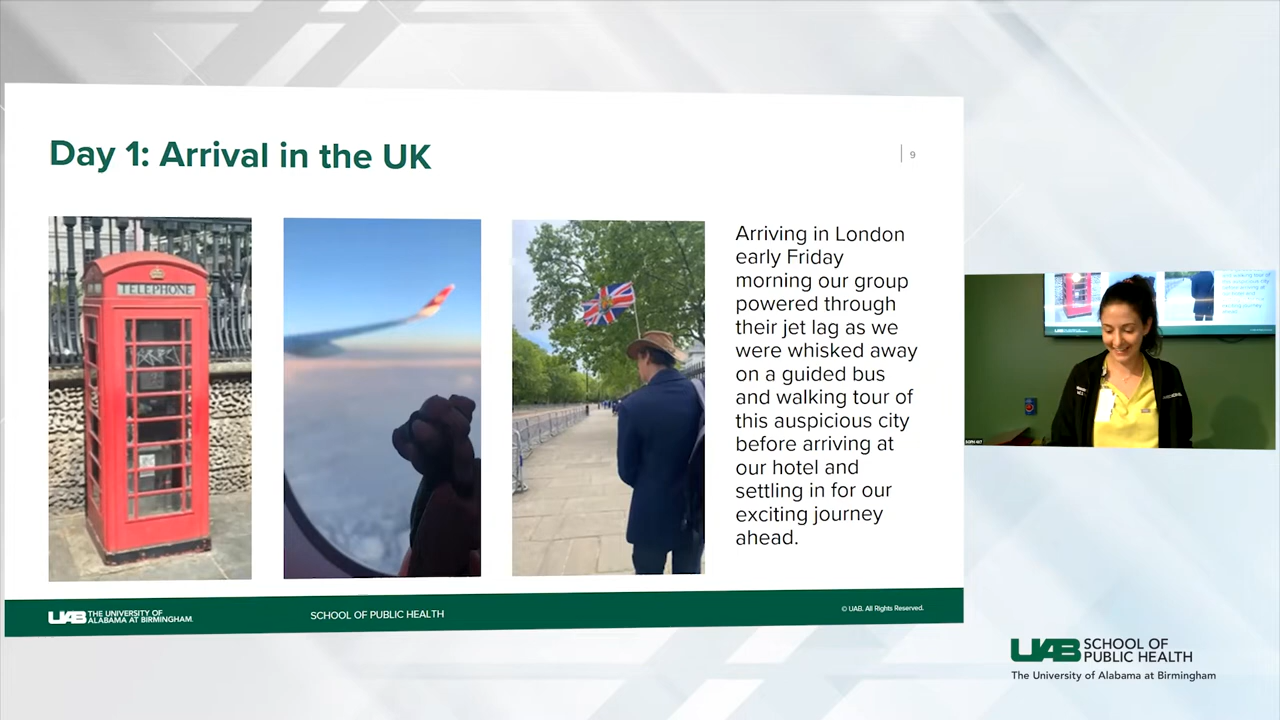 Day 1: Arrival in the UK
9
TELEPHONE
Arriving in London
early Friday
morning our group
powered through
their jet lag as we
were whisked away
on a guided bus
and walking tour of
this auspicious city
before arriving at
our hotel and
settling in for our
exciting journey
ahead.
UAB THE UNIVERSITY OF
ALABAMA AT BIRMINGHAM.
SCHOOL OF PUBLIC HEALTH
© UAB. All Rights Reserved.
UAB SCHOOL OF
PUBLIC HEALTH
The University of Alabama at Birmingham